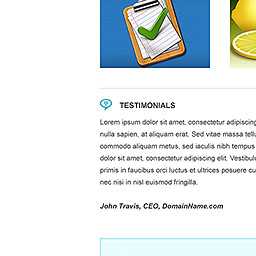 TESTIMONIALS
Lorem ipsum dolor sit amet, consectetur adipiscing
nulla sapien, at aliquam erat. Sed vitae massa tell
commodo aliquam metus, sed iaculis nibh tempus
dolor sit amet, consectetur adipiscing elit. Vestibulu
primis in faucibus orci luctus et ultrices posuere cu
nec nisi in nisl euismod fringilla.
John Travis, CEO, DomainName.com